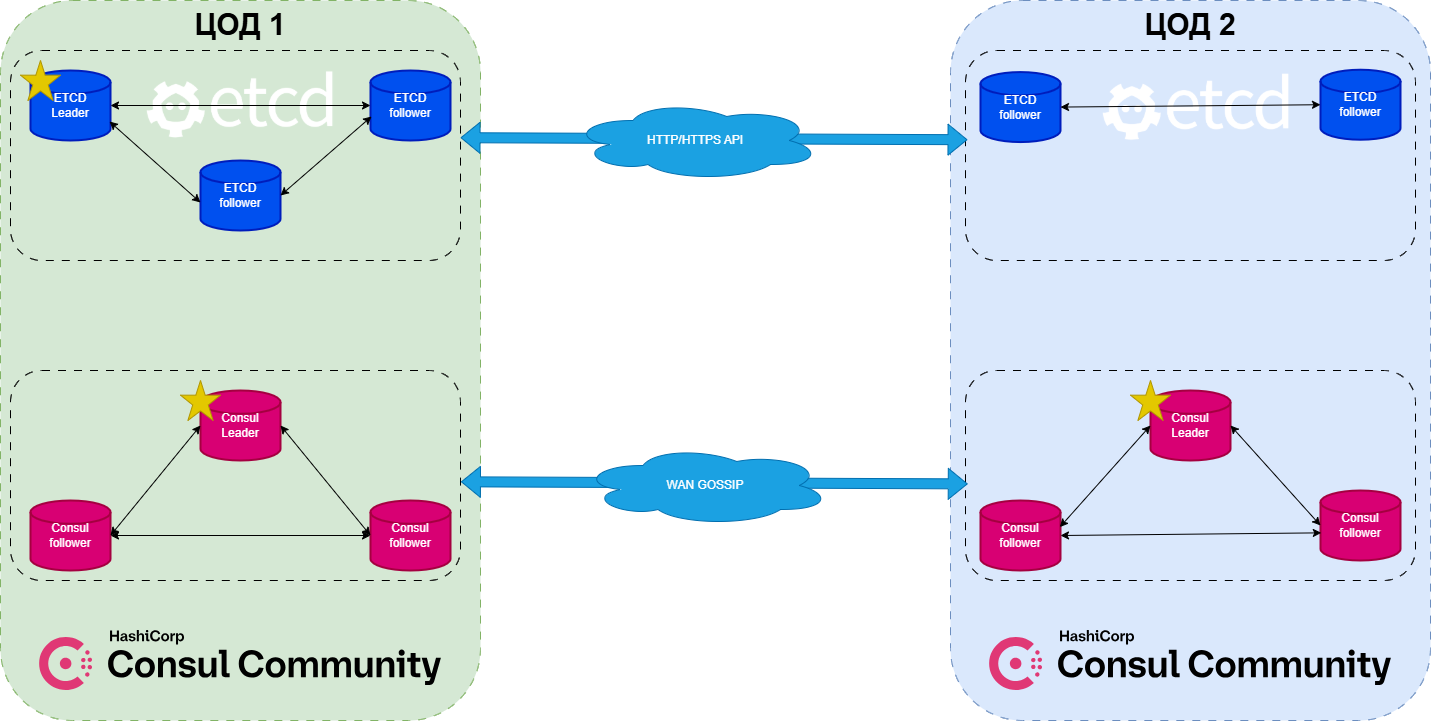 ЦОД 1
ETCD
Leader
etcd
ETCD
follower
ETCD
follower
HTTP/HTTPS API
ЦОД 2
ETCD
follower
etcd
ETCD
follower
Consul
Leader
Consul
follower
Consul
follower
WAN GOSSIP
Consul
Leader
Consul
follower
Consul
follower
HashiCorp
Consul Community
HashiCorp
Consul Community